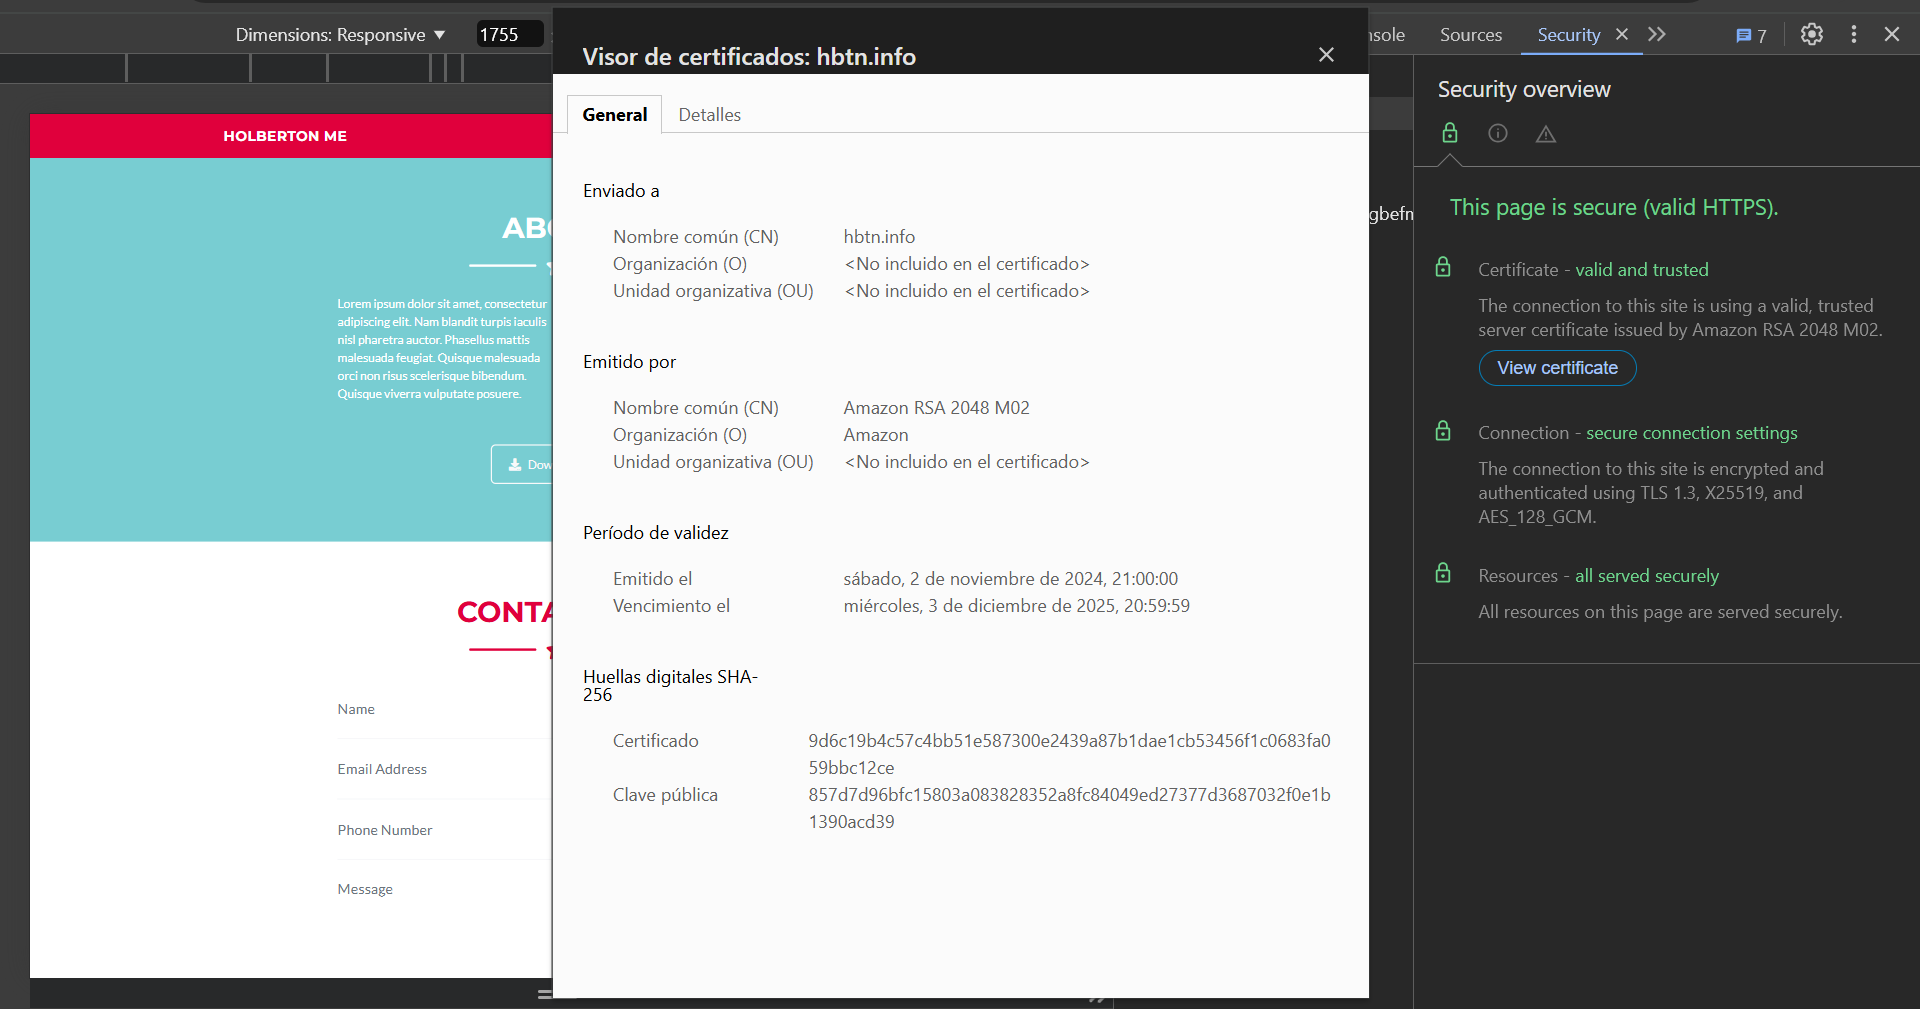 Dimensions: Responsive ▼ 1755
Sources Security
7
HOLBERTON ME
Lorem ipsum dolor sit amet, consectetur
adipiscing elit. Nam blandit turpis iaculis
nisl pharetra auctor. Phasellus mattis
malesuada feugiat. Quisque malesuada
orci non risus scelerisque bibendum.
Quisque viverra vulputate posuere.
Name
Email Address
Phone Number
Message
Visor de certificados: hbtn.info
General Detalles
Enviado a
Nombre común (CN) hbtn.info
Organización (O) <No incluido en el certificado>
Unidad organizativa (OU) <No incluido en el certificado>
Emitido por
Nombre común (CN) Amazon RSA 2048 M02
Organización (O) Amazon
Unidad organizativa (OU) <No incluido en el certificado>
Período de validez
Emitido el sábado, 2 de noviembre de 2024, 21:00:00
Vencimiento el miércoles, 3 de diciembre de 2025, 20:59:59
Huellas digitales SHA-
256
Certificado 9d6c19b4c57c4bb51e587300e2439a87b1dae1cb53456f1c0683fa0
59bbc12ce
Clave pública 857d7d96bfc15803a083828352a8fc84049ed27377d3687032f0e1b
1390acd39
Security overview
This page is secure (valid HTTPS).
Certificate - valid and trusted
The connection to this site is using a valid, trusted
server certificate issued by Amazon RSA 2048 M02.
View certificate
Connection - secure connection settings
The connection to this site is encrypted and
authenticated using TLS 1.3, X25519, and
AES_128_GCM.
Resources - all served securely
All resources on this page are served securely.